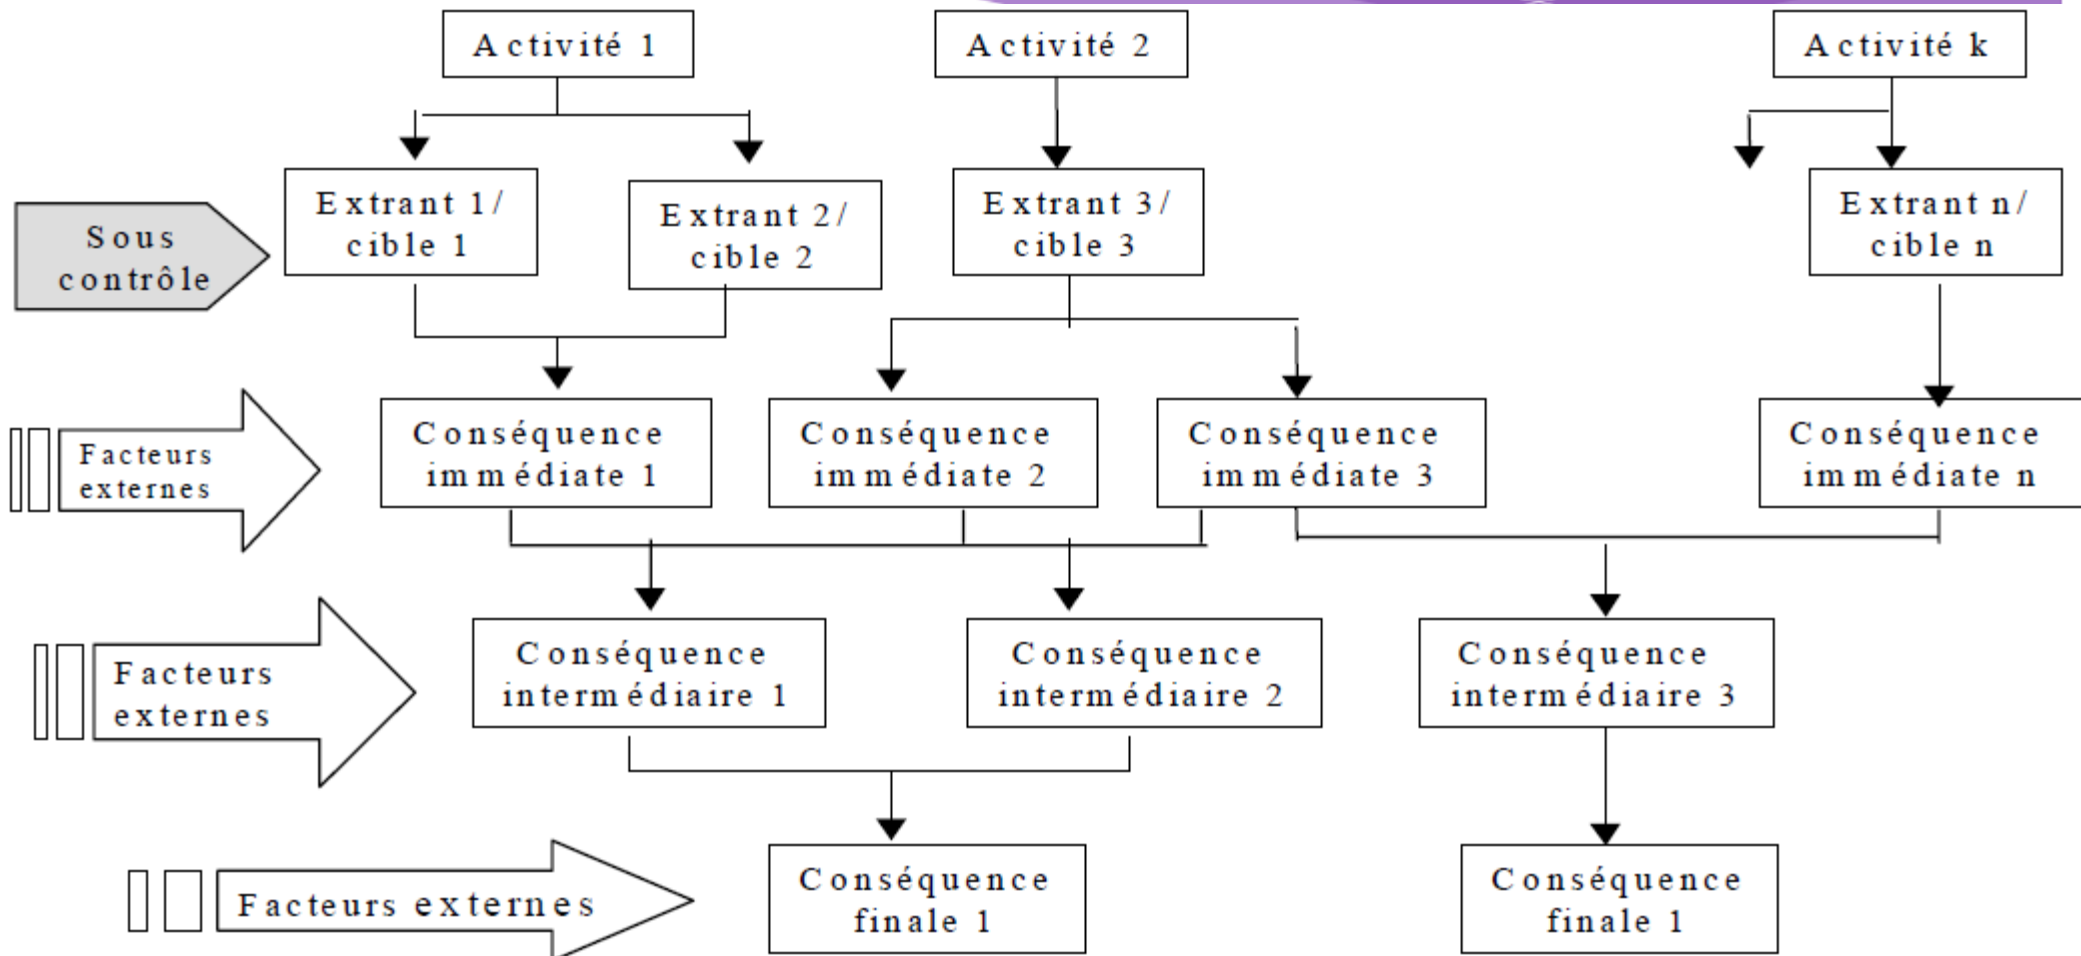 Activité 1
Activité 2
Activité k
Extrant 1/
cible 1
Extrant 2/
cible 2
Extrant 3/
cible 3
Extrant n/
cible n
Sous
contrôle
Conséquence
immédiate 1
Conséquence
immédiate 2
Conséquence
immédiate 3
Conséquence
immédiate n
Facteurs
externes
Conséquence
intermédiaire 1
Conséquence
intermédiaire 2
Conséquence
intermédiaire 3
Facteurs
externes
Conséquence
finale 1
Conséquence
finale 1
Facteurs externes